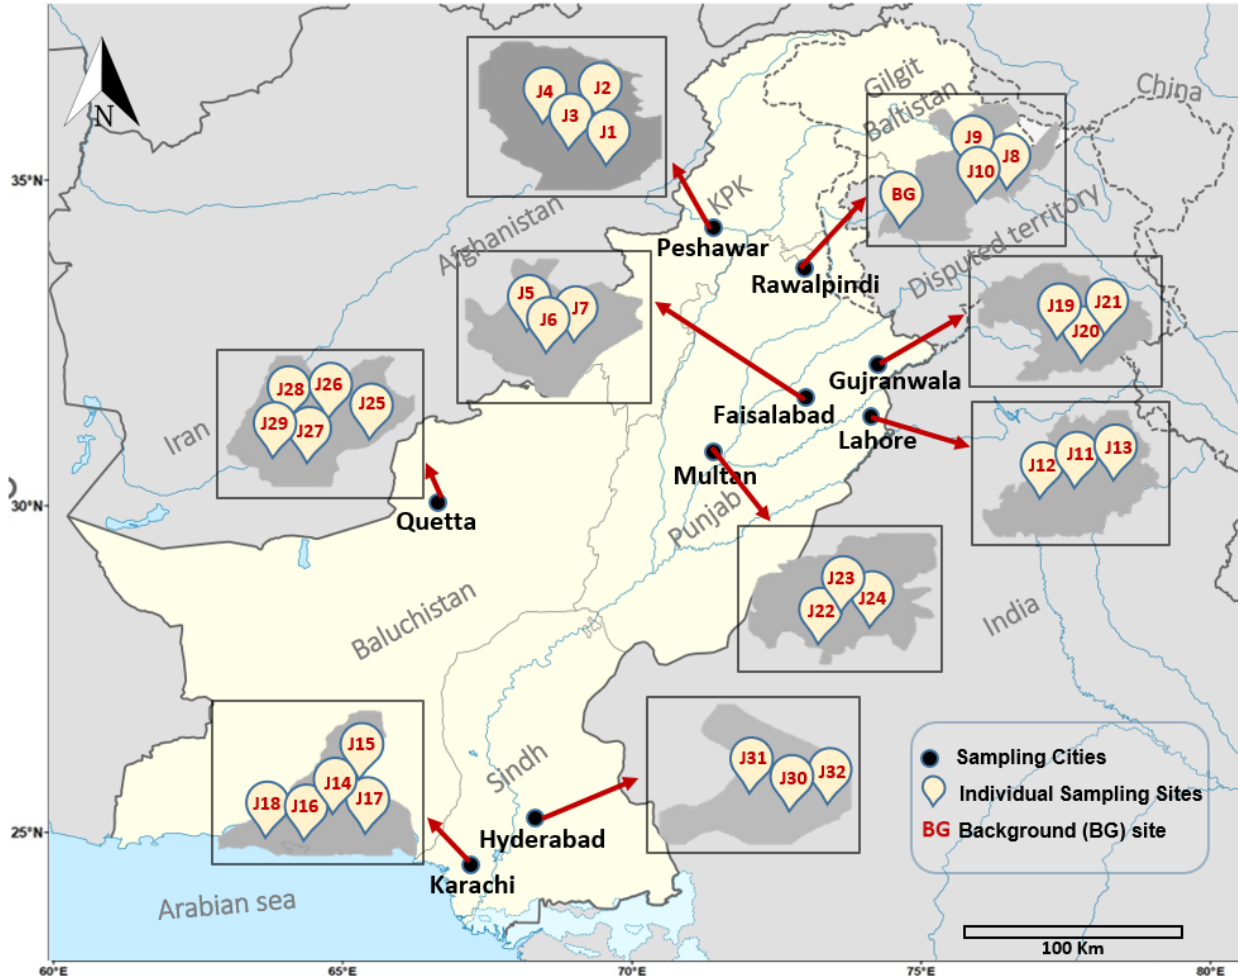 N
Gilgit
Baltistan
China
J4
J2
J3
J1
J9
J8
J10
BG
35°N
KPK
Afghanistan
Peshawar
Rawalpindi
Disputed territory
J5
J7
J6
J19
J21
J20
Gujranwala
Faisalabad
Lahore
J28
J26
J25
J29
J27
Iran
J12
J11
J13
Multan
30°N
Quetta
Punjab
J23
J22
J24
India
Baluchistan
J15
J14
J18
J16
J17
Sindh
J31
J30
J32
Sampling Cities
Individual Sampling Sites
BG Background (BG) site
25°N
Hyderabad
Karachi
Arabian sea
100 Km
60°E
65°E
70°E
75°E
80°E